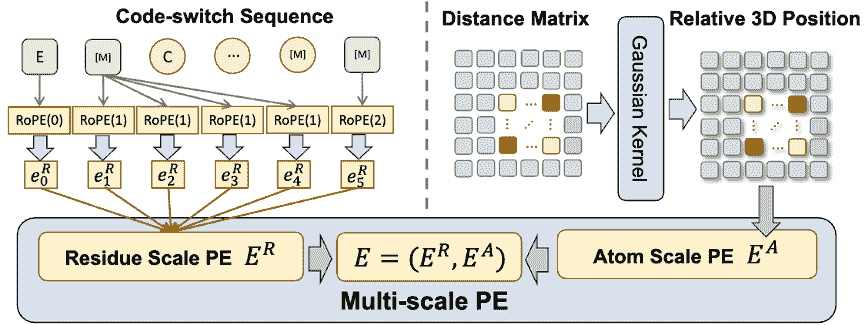 Code-switch Sequence
E [M] C ... [M] [M]
RoPE(0) RoPE(1) RoPE(1) RoPE(1) RoPE(1) RoPE(2)
e_0^R e_1^R e_2^R e_3^R e_4^R e_5^R
Distance Matrix
Gaussian Kernel
Relative 3D Position
Residue Scale PE E^R
E = (E^R, E^A)
Atom Scale PE E^A
Multi-scale PE